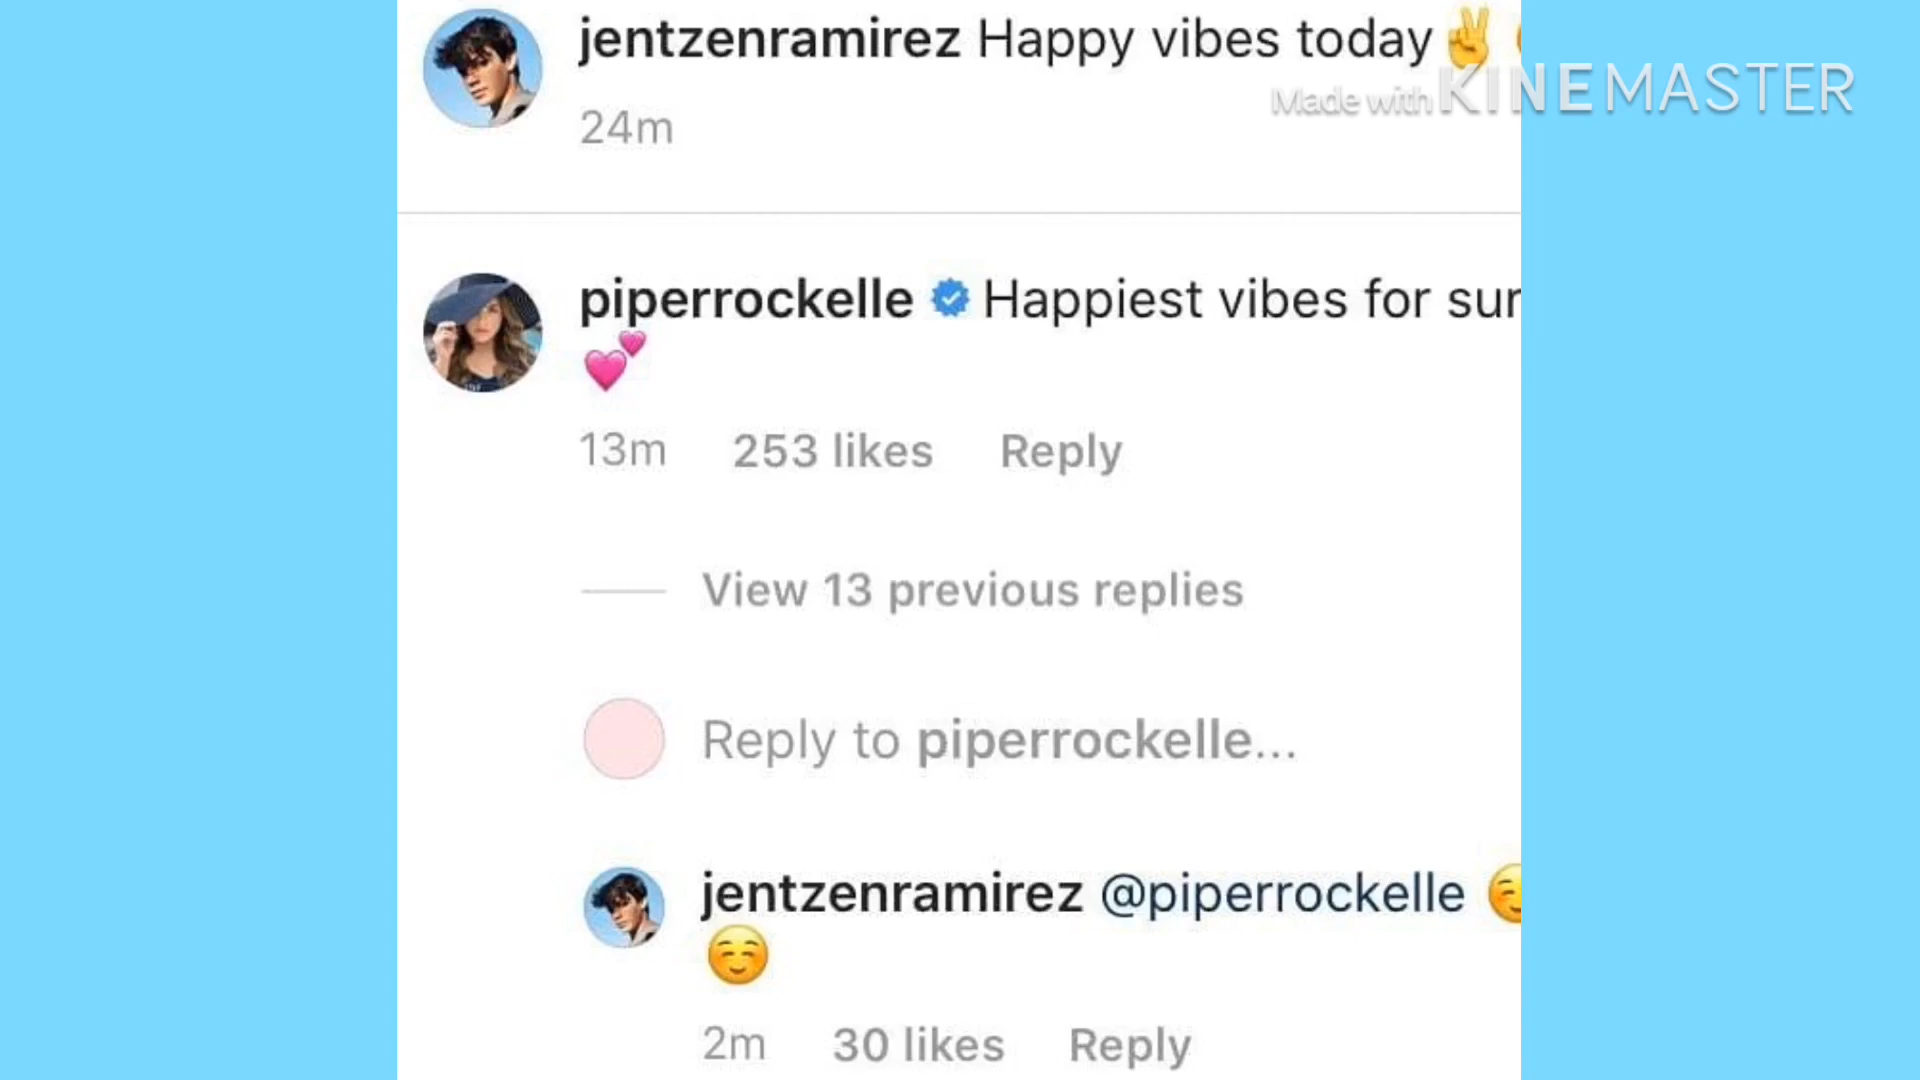 jentzenramirez Happy vibes today✌️
Made with KINEMASTER
24m
piperrockelle Happiest vibes for
💕
13m 253 likes Reply
View 13 previous replies
Reply to piperrockelle...
jentzenramirez @piperrockelle ☺️
☺️
2m 30 likes Reply